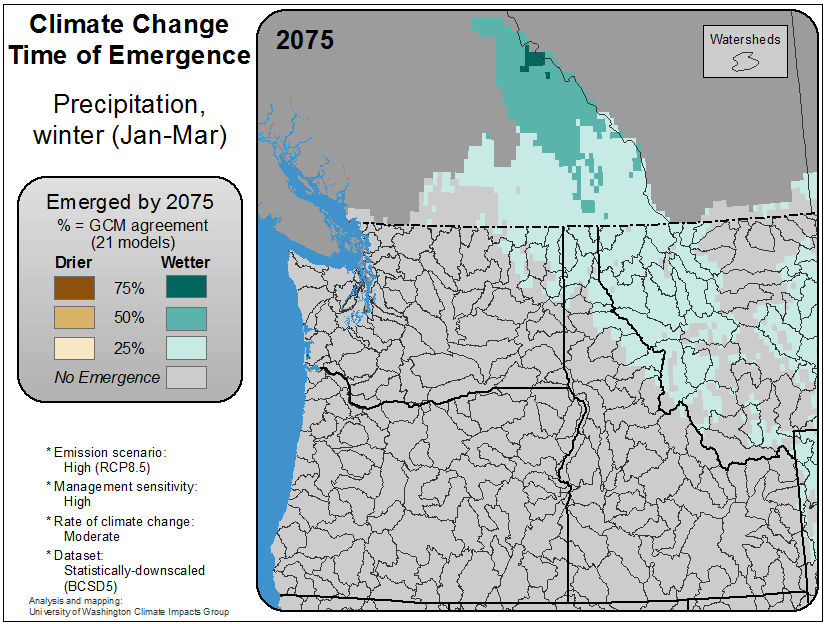 Climate Change
Time of Emergence
Precipitation,
winter (Jan-Mar)
Emerged by 2075
% = GCM agreement
(21 models)
Drier Wetter
75%
50%
25%
No Emergence
* Emission scenario:
High (RCP8.5)
* Management sensitivity:
High
* Rate of climate change:
Moderate
* Dataset:
Statistically-downscaled
(BCSD5)
Analysis and mapping:
University of Washington Climate Impacts Group
2075
Watersheds